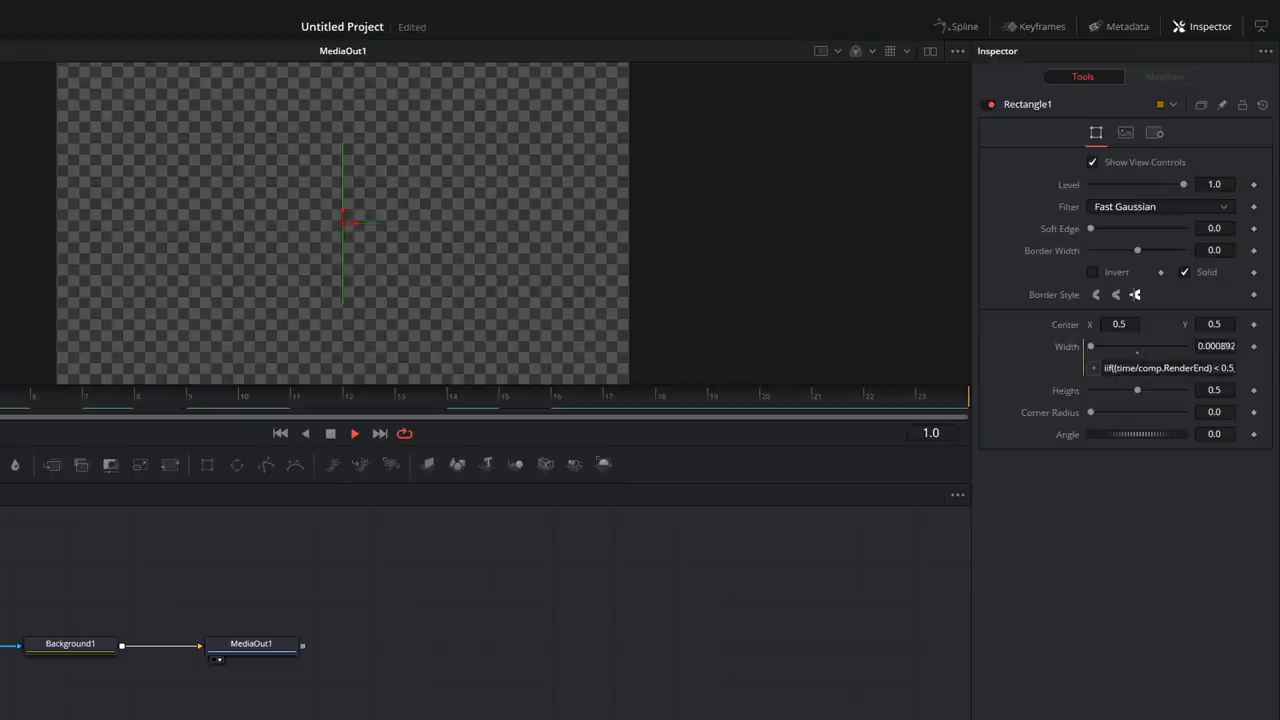 Untitled Project Edited
Spline Keyframes Metadata Inspector
MediaOut1
Inspector
Tools Modifiers
Rectangle1
Show View Controls
Level 1.0
Filter Fast Gaussian
Soft Edge 0.0
Border Width 0.0
Invert Solid
Border Style
Center X 0.5 Y 0.5
Width 0.000892
iif((time/comp.RenderEnd) < 0.5,
Height 0.5
Corner Radius 0.0
Angle 0.0
6 7 8 9 10 11 12 13 14 15 16 17 18 19 20 21 22 23
1.0
Background1
MediaOut1